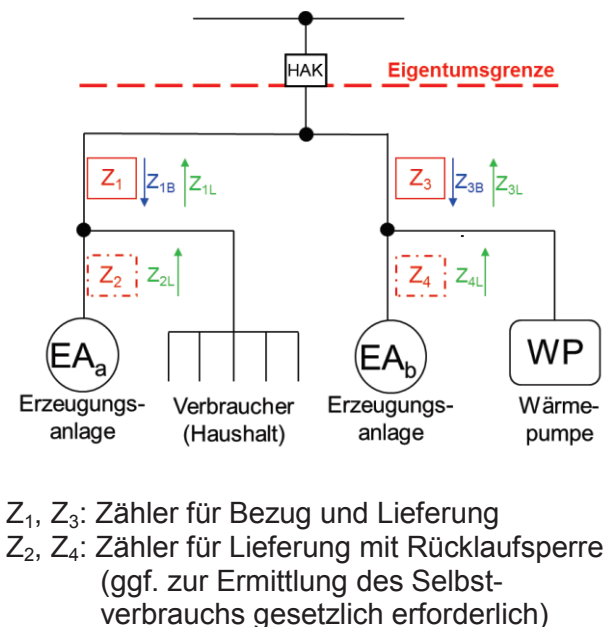 HAK
Eigentumsgrenze
Z1 Z1B Z1L Z3 Z3B Z3L
Z2 Z2L Z4 Z4L
EAa EAb WP
Erzeugungs- Verbraucher Erzeugungs- Wärme-
anlage (Haushalt) anlage pumpe
Z1, Z3: Zähler für Bezug und Lieferung
Z2, Z4: Zähler für Lieferung mit Rücklaufsperre
(ggf. zur Ermittlung des Selbst-
verbrauchs gesetzlich erforderlich)